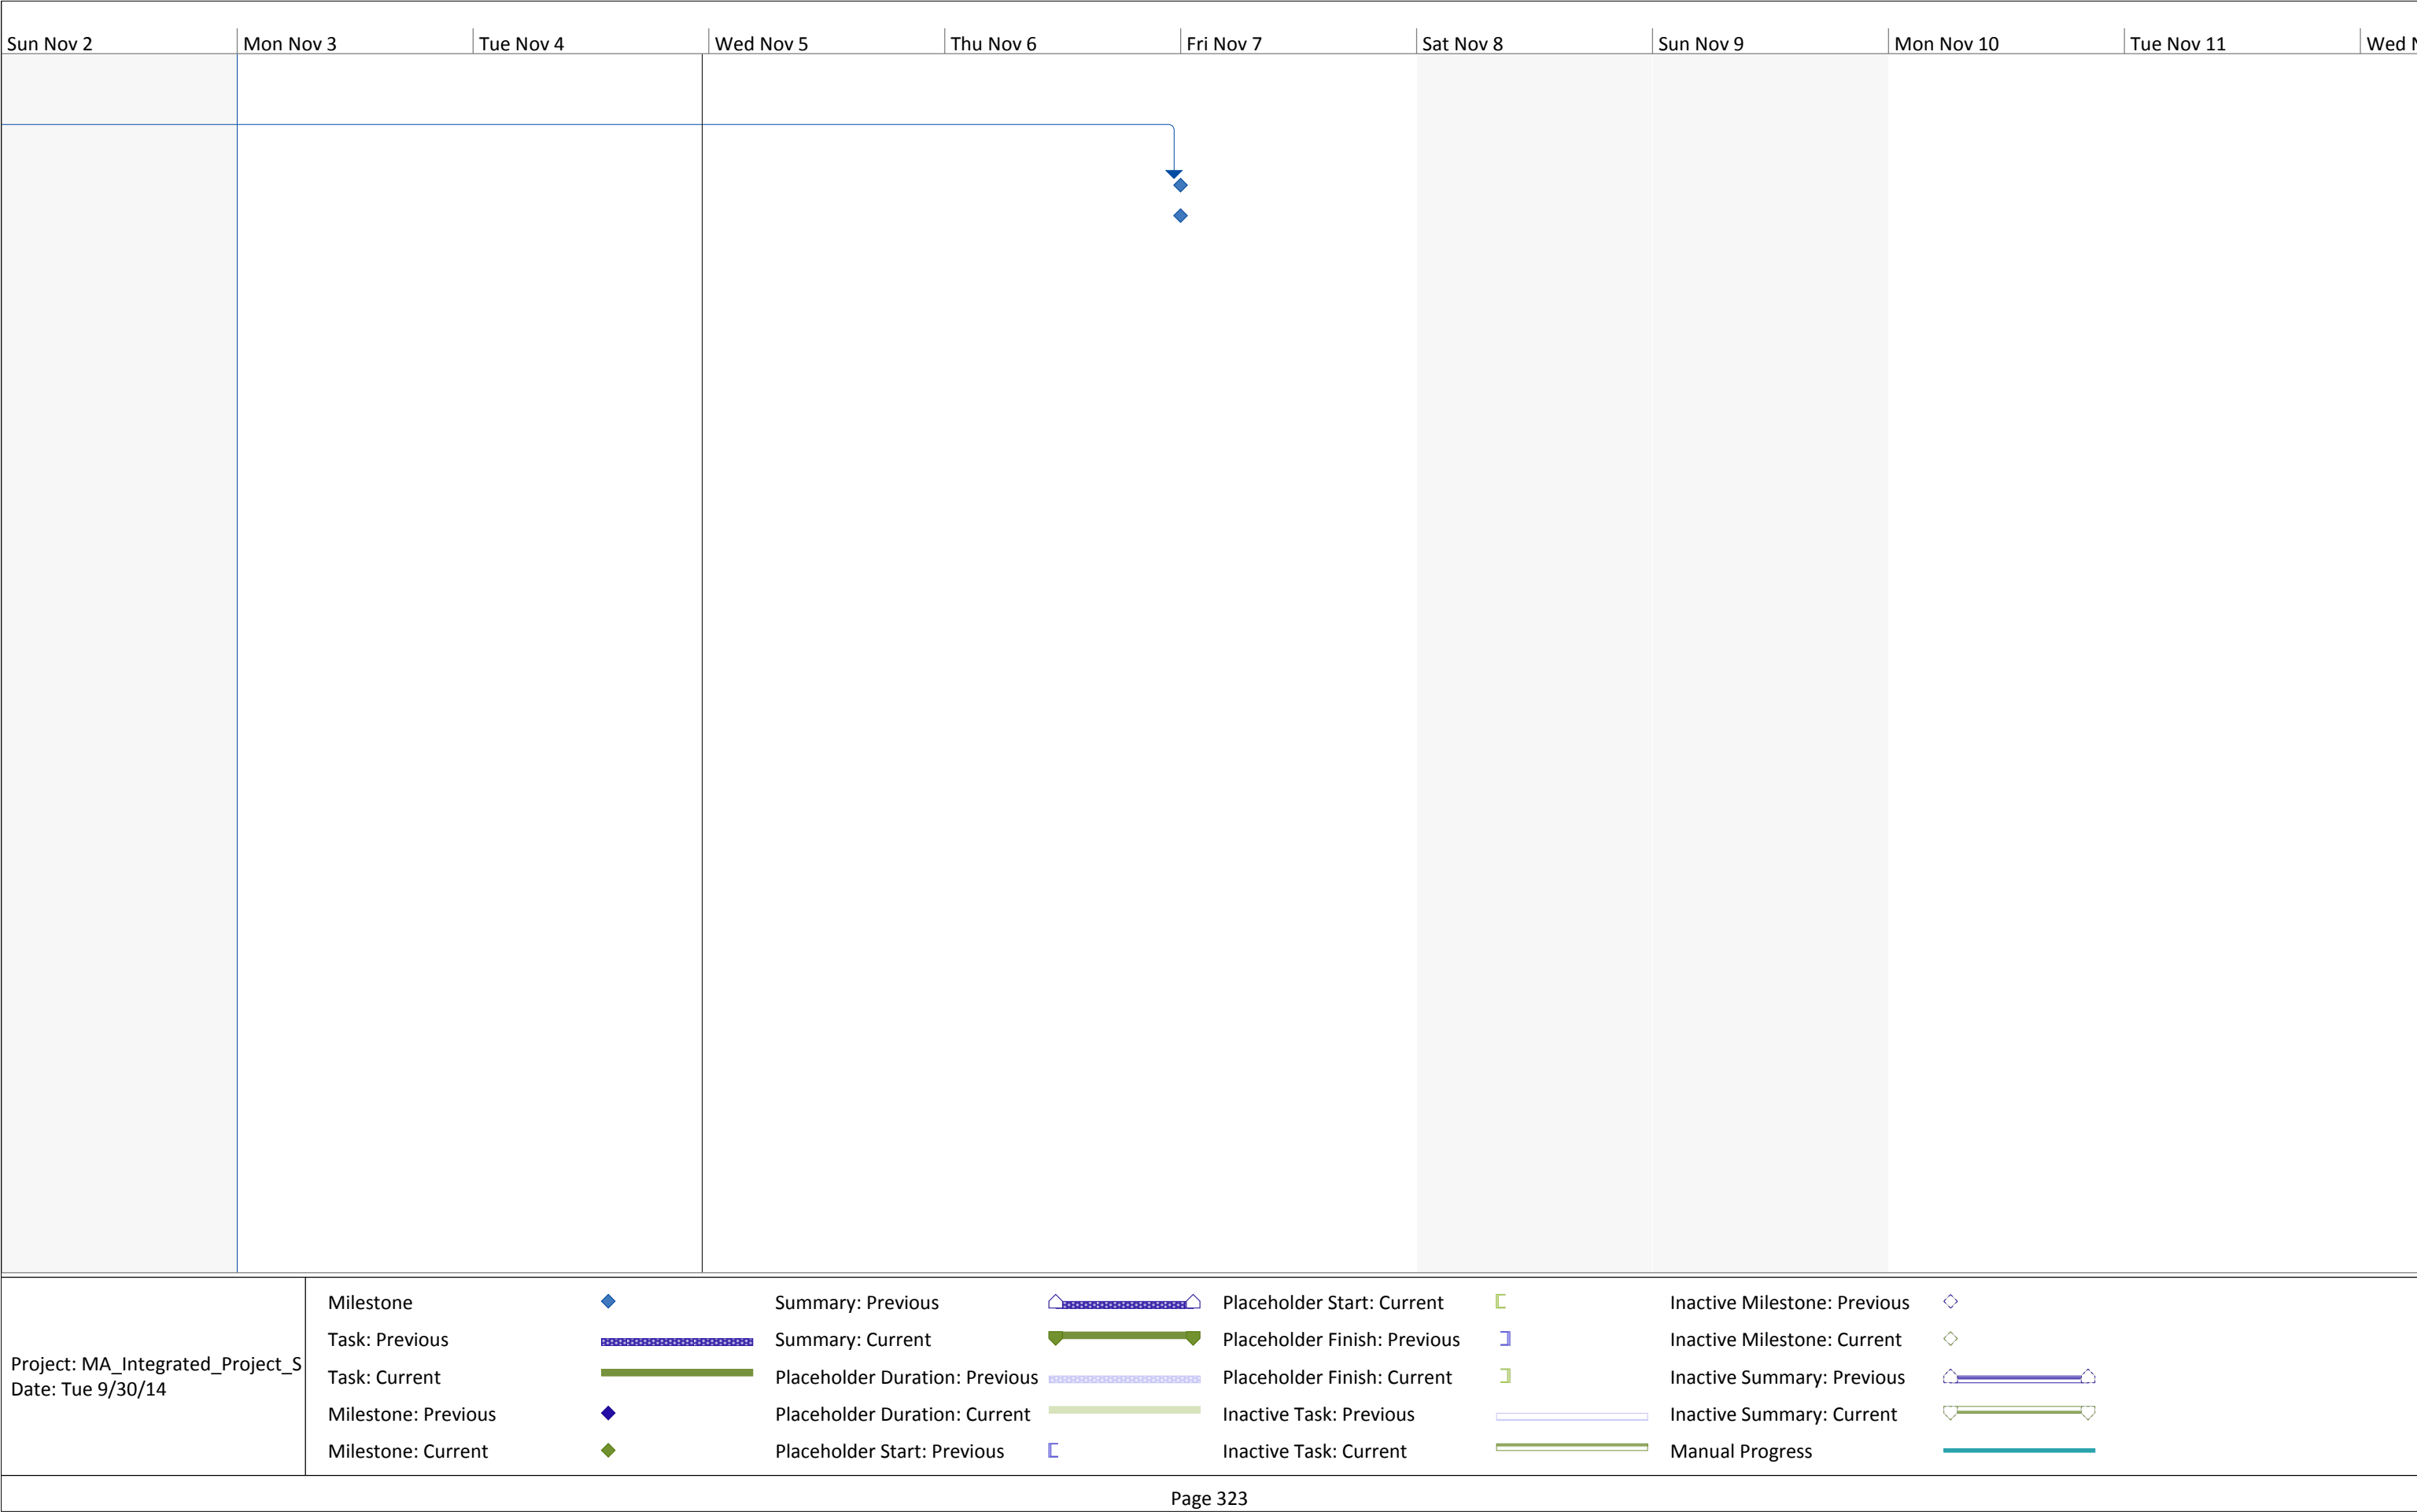 Sun Nov 2 Mon Nov 3 Tue Nov 4 Wed Nov 5 Thu Nov 6 Fri Nov 7 Sat Nov 8 Sun Nov 9 Mon Nov 10 Tue Nov 11 Wed
Project: MA_Integrated_Project_S
Date: Tue 9/30/14
Milestone
Task: Previous
Task: Current
Milestone: Previous
Milestone: Current
Summary: Previous
Summary: Current
Placeholder Duration: Previous
Placeholder Duration: Current
Placeholder Start: Previous
Placeholder Start: Current
Placeholder Finish: Previous
Placeholder Finish: Current
Inactive Task: Previous
Inactive Task: Current
Inactive Milestone: Previous
Inactive Milestone: Current
Inactive Summary: Previous
Inactive Summary: Current
Manual Progress
Page 323